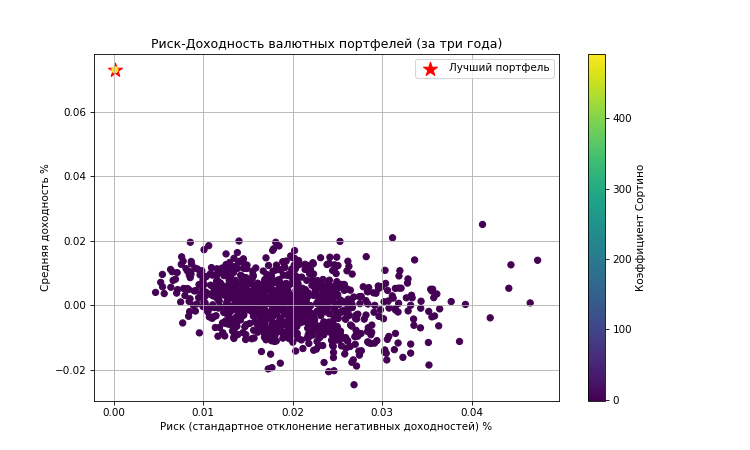 Риск-Доходность валютных портфелей (за три года)
Лучший портфель
Средняя доходность %
0.06
0.04
0.02
0.00
−0.02
0.00 0.01 0.02 0.03 0.04
Риск (стандартное отклонение негативных доходностей) %
400
300
200
100
0
Коэффициент Сортино